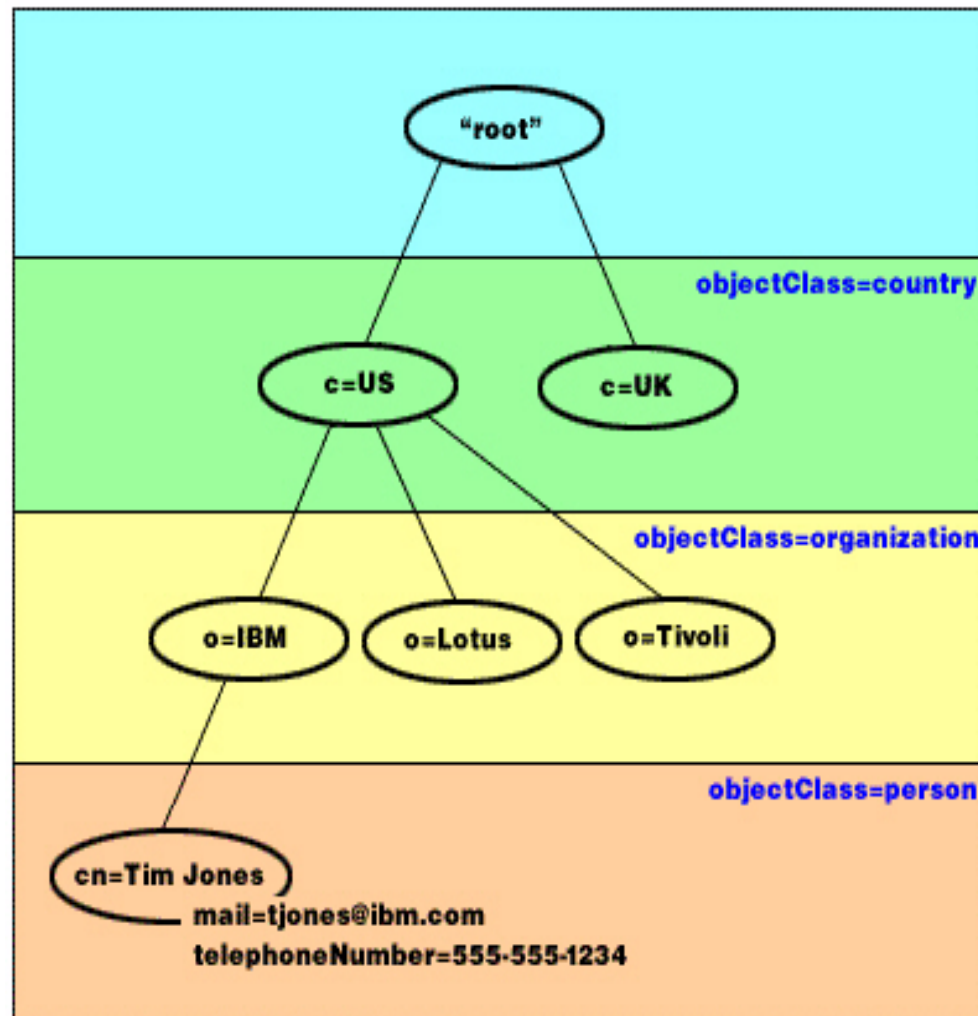 “root”
objectClass=country
c=US
c=UK
objectClass=organization
o=IBM
o=Lotus
o=Tivoli
objectClass=person
cn=Tim Jones
mail=tjones@ibm.com
telephoneNumber=555-555-1234